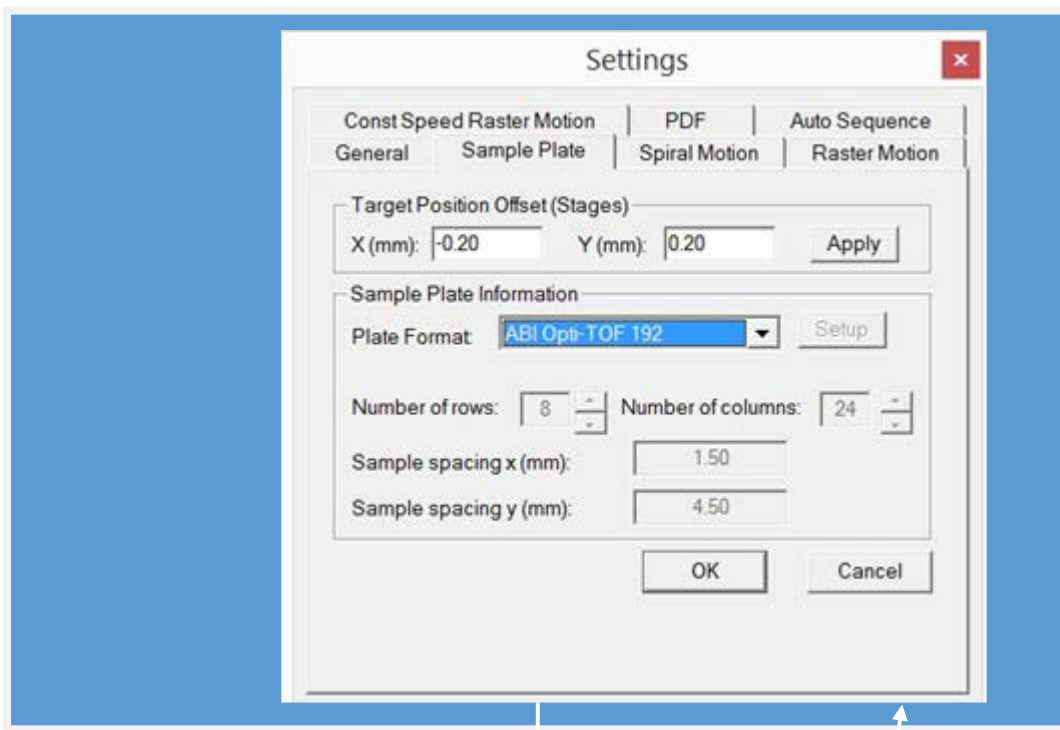 Settings
Const Speed Raster Motion PDF Auto Sequence
General Sample Plate Spiral Motion Raster Motion
Target Position Offset (Stages)
X (mm): -0.20 Y (mm): 0.20 Apply
Sample Plate Information
Plate Format: ABI Opti-TOF 192 Setup
Number of rows: 8 Number of columns: 24
Sample spacing x (mm): 1.50
Sample spacing y (mm): 4.50
OK Cancel